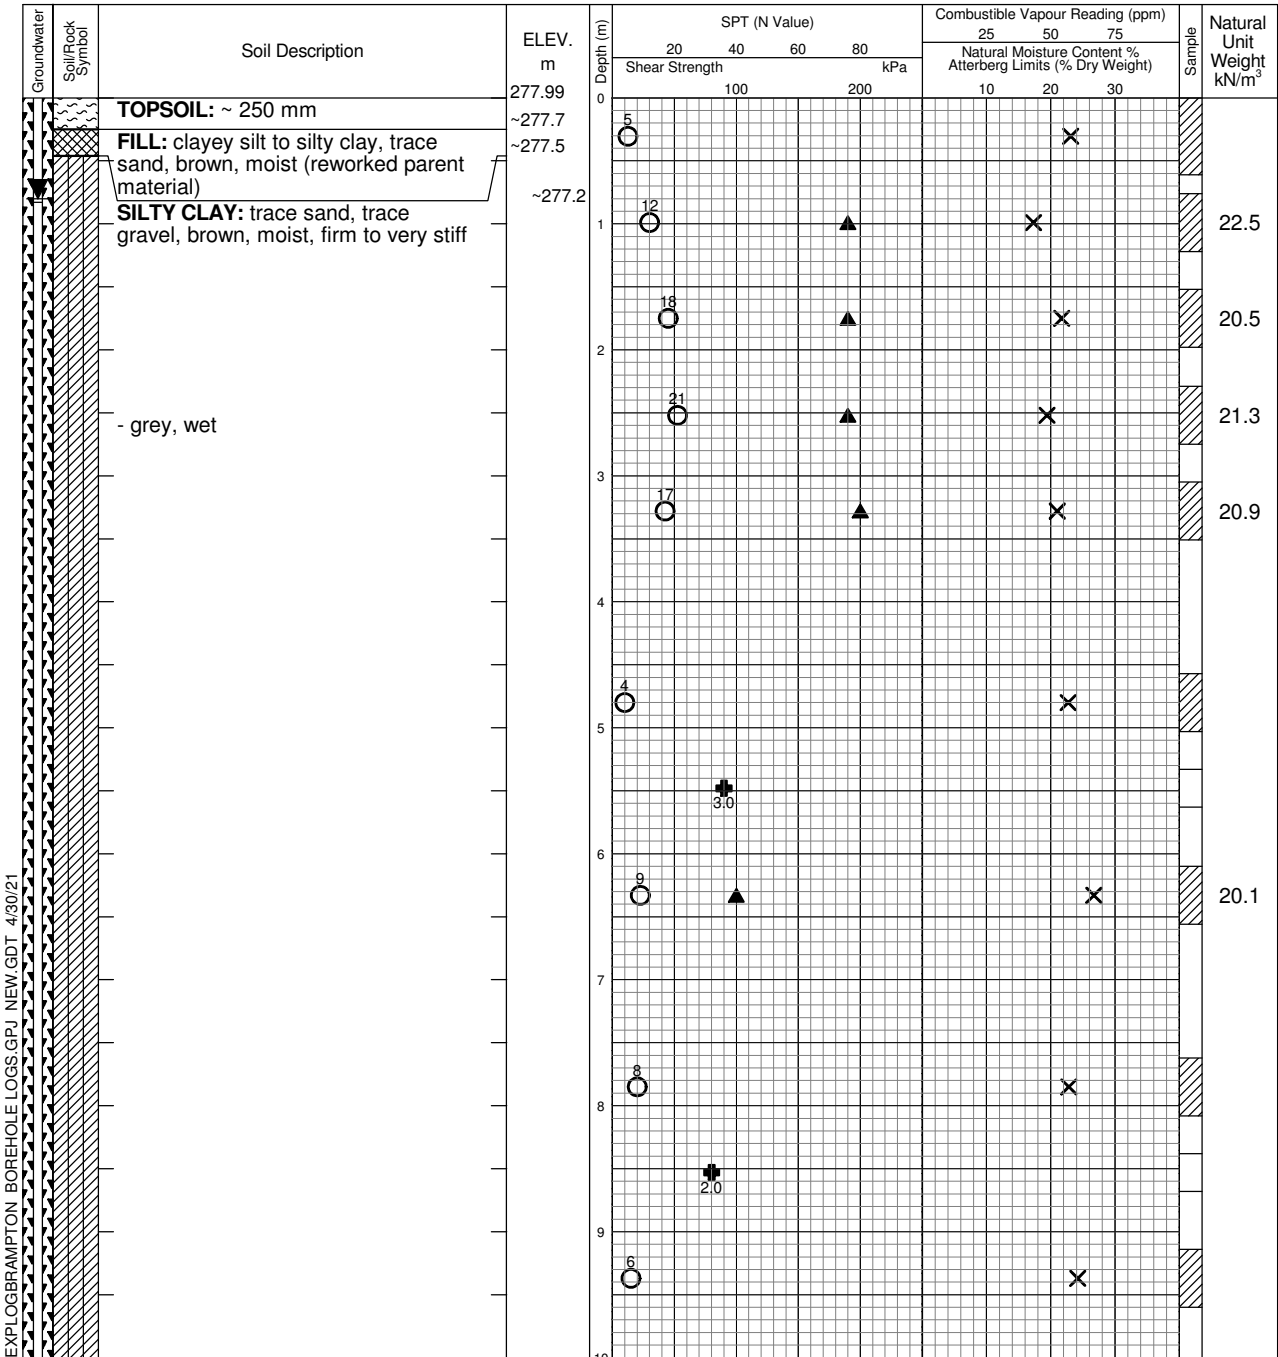 Groundwater
Soil/Rock
Symbol
Soil Description
ELEV.
m
Depth (m)
SPT (N Value)
20 40 60 80
Shear Strength kPa
100 200
Combustible Vapour Reading (ppm)
25 50 75
Natural Moisture Content %
Atterberg Limits (% Dry Weight)
10 20 30
Sample
Natural
Unit
Weight
kN/m³
277.99
0
TOPSOIL: ~ 250 mm
~277.7
5
FILL: clayey silt to silty clay, trace
sand, brown, moist (reworked parent
material)
~277.5
~277.2
SILTY CLAY: trace sand, trace
gravel, brown, moist, firm to very stiff
12
1
22.5
18
20.5
2
21
21.3
- grey, wet
3
17
20.9
4
4
5
3.0
6
9
20.1
7
8
8
2.0
9
6
10
EXPLOGBRAMPTON BOREHOLE LOGS.GPJ NEW.GDT 4/30/21